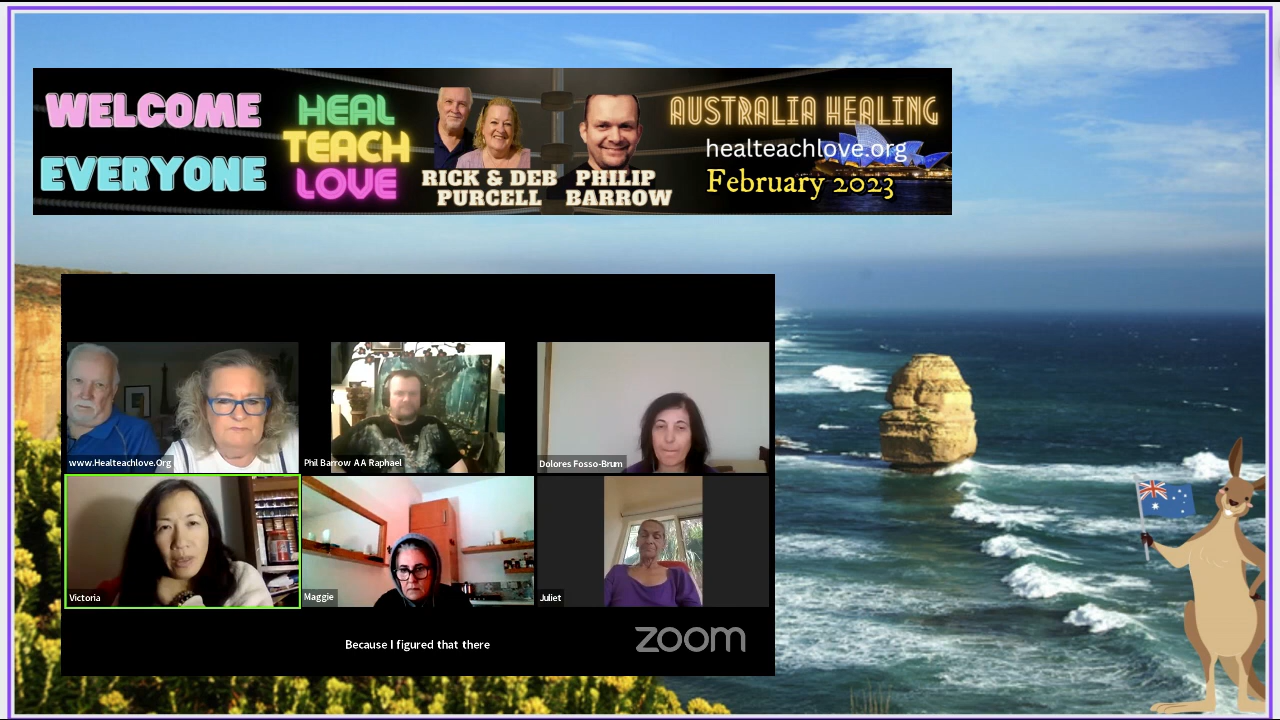 WELCOME
EVERYONE
HEAL
TEACH
LOVE
RICK & DEB
PURCELL
PHILIP
BARROW
AUSTRALIA HEALING
healteachlove.org
February 2023
www.Healteachlove.Org
Phil Barrow AA Raphael
Dolores Fosso-Brum
Victoria
Maggie
Juliet
Because I figured that there
zoom